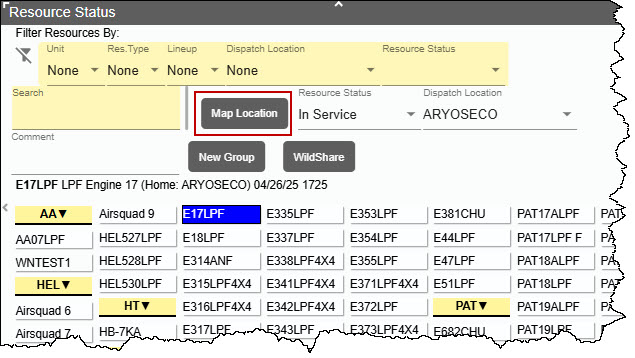 Resource Status
Filter Resources By:
Unit Res.Type Lineup Dispatch Location Resource Status
None None None None
Search Resource Status Dispatch Location
Map Location In Service ARYOSECO
Comment
New Group WildShare
E17LPF LPF Engine 17 (Home: ARYOSECO) 04/26/25 1725
AA▼ Airsquad 9 E17LPF E335LPF E353LPF E381CHU PAT17ALPF
AA07LPF HEL527LPF E18LPF E337LPF E354LPF E44LPF PAT17LPF F
WNTEST1 HEL528LPF E314ANF E338LPF4X4 E355LPF E47LPF PAT18ALPF
HEL▼ HEL530LPF E315LPF4X4 E341LPF4X4 E371LPF4X4 E51LPF PAT18LPF
Airsquad 6 HT▼ E316LPF4X4 E342LPF4X4 E372LPF PAT▼ PAT19ALPF
Airsquad 7 HB-7KA E317LPF E343LPF E373LPF4X4 E682CHU PAT19LPF